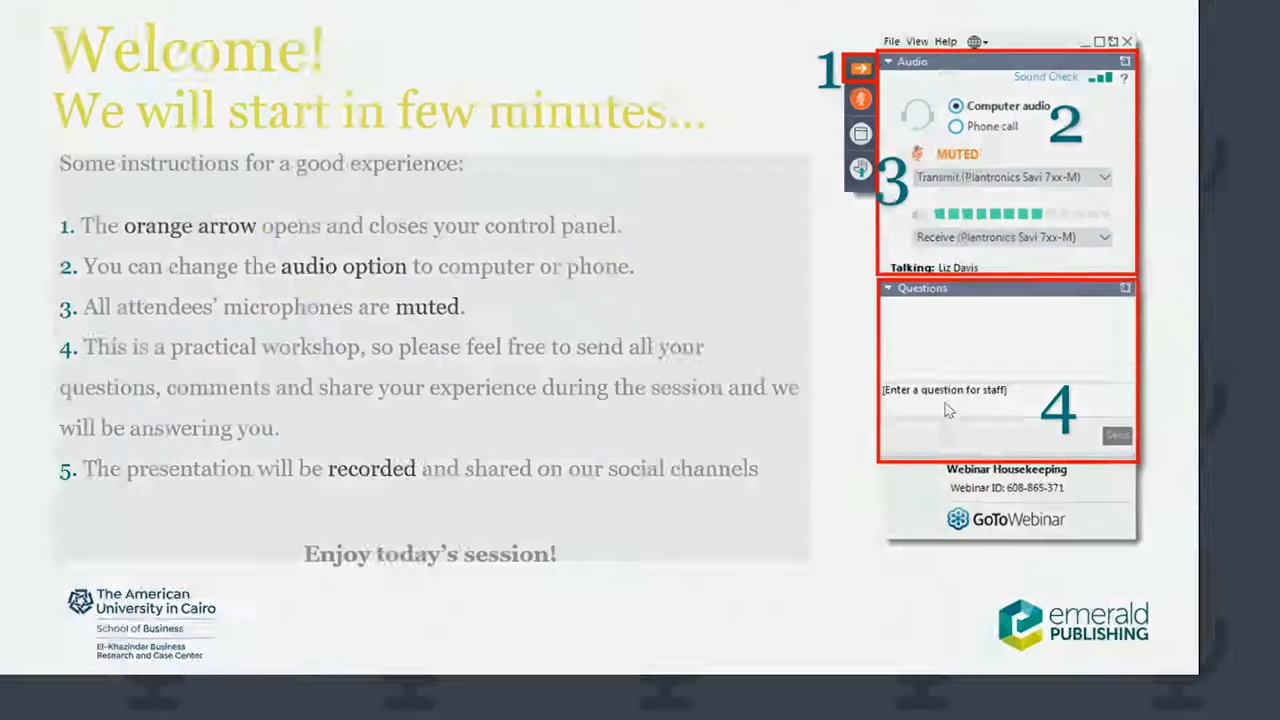 Welcome!
We will start in few minutes...
Some instructions for a good experience:
1. The orange arrow opens and closes your control panel.
2. You can change the audio option to computer or phone.
3. All attendees’ microphones are muted.
4. This is a practical workshop, so please feel free to send all your
questions, comments and share your experience during the session and we
will be answering you.
5. The presentation will be recorded and shared on our social channels
Enjoy today’s session!
The American
University in Cairo
School of Business
El-Khazindar Business
Research and Case Center
1
2
3
4
File View Help
Audio
Sound Check ?
Computer audio
Phone call
MUTED
Transmit (Plantronics Savi 7xx-M)
Receive (Plantronics Savi 7xx-M)
Talking: Liz Davis
Questions
[Enter a question for staff]
Send
Webinar Housekeeping
Webinar ID: 608-865-371
GoToWebinar
emerald
PUBLISHING